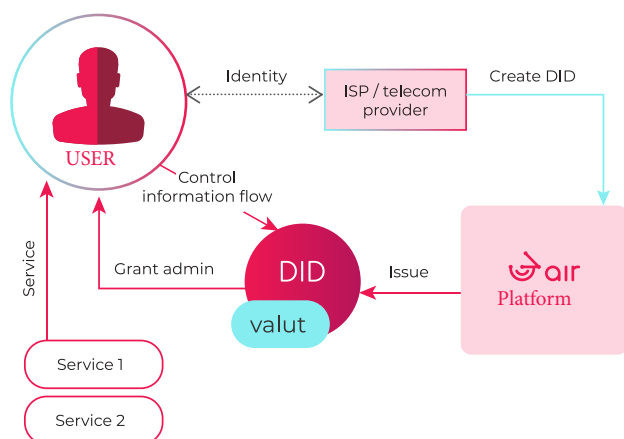 Identity
ISP / telecom
provider
Create DID
USER
Control
information flow
Service
Grant admin
DID
valut
Issue
air
Platform
Service 1
Service 2